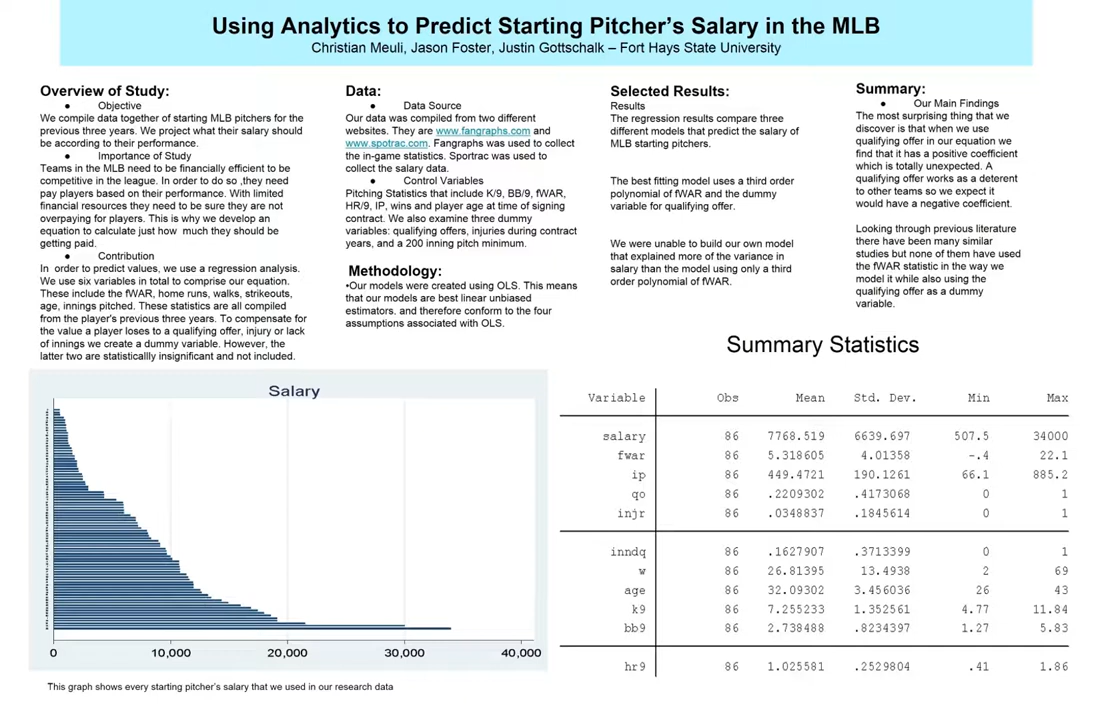 Using Analytics to Predict Starting Pitcher's Salary in the MLB
Christian Meuli, Jason Foster, Justin Gottschalk – Fort Hays State University
Overview of Study:
● Objective
We compile data together of starting MLB pitchers for the
previous three years. We project what their salary should
be according to their performance.
● Importance of Study
Teams in the MLB need to be financially efficient to be
competitive in the league. In order to do so ,they need
pay players based on their performance. With limited
financial resources they need to be sure they are not
overpaying for players. This is why we develop an
equation to calculate just how much they should be
getting paid.
● Contribution
In order to predict values, we use a regression analysis.
We use six variables in total to comprise our equation.
These include the fWAR, home runs, walks, strikeouts,
age, innings pitched. These statistics are all compiled
from the player's previous three years. To compensate for
the value a player loses to a qualifying offer, injury or lack
of innings we create a dummy variable. However, the
latter two are statisticallly insignificant and not included.
Data:
● Data Source
Our data was compiled from two different
websites. They are www.fangraphs.com and
www.spotrac.com. Fangraphs was used to collect
the in-game statistics. Sportrac was used to
collect the salary data.
● Control Variables
Pitching Statistics that include K/9, BB/9, fWAR,
HR/9, IP, wins and player age at time of signing
contract. We also examine three dummy
variables: qualifying offers, injuries during contract
years, and a 200 inning pitch minimum.
Methodology:
•Our models were created using OLS. This means
that our models are best linear unbiased
estimators. and therefore conform to the four
assumptions associated with OLS.
Selected Results:
Results
The regression results compare three
different models that predict the salary of
MLB starting pitchers.
The best fitting model uses a third order
polynomial of fWAR and the dummy
variable for qualifying offer.
We were unable to build our own model
that explained more of the variance in
salary than the model using only a third
order polynomial of fWAR.
Summary:
● Our Main Findings
The most surprising thing that we
discover is that when we use
qualifying offer in our equation we
find that it has a positive coefficient
which is totally unexpected. A
qualifying offer works as a deterent
to other teams so we expect it
would have a negative coefficient.
Looking through previous literature
there have been many similar
studies but none of them have used
the fWAR statistic in the way we
model it while also using the
qualifying offer as a dummy
variable.
Salary
0 10,000 20,000 30,000 40,000
This graph shows every starting pitcher's salary that we used in our research data
Summary Statistics
Variable Obs Mean Std. Dev. Min Max
salary 86 7768.519 6639.697 507.5 34000
fwar 86 5.318605 4.01358 -.4 22.1
ip 86 449.4721 190.1261 66.1 885.2
qo 86 .2209302 .4173068 0 1
injr 86 .0348837 .1845614 0 1
inndq 86 .1627907 .3713399 0 1
w 86 26.81395 13.4938 2 69
age 86 32.09302 3.456036 26 43
k9 86 7.255233 1.352561 4.77 11.84
bb9 86 2.738488 .8234397 1.27 5.83
hr9 86 1.025581 .2529804 .41 1.86